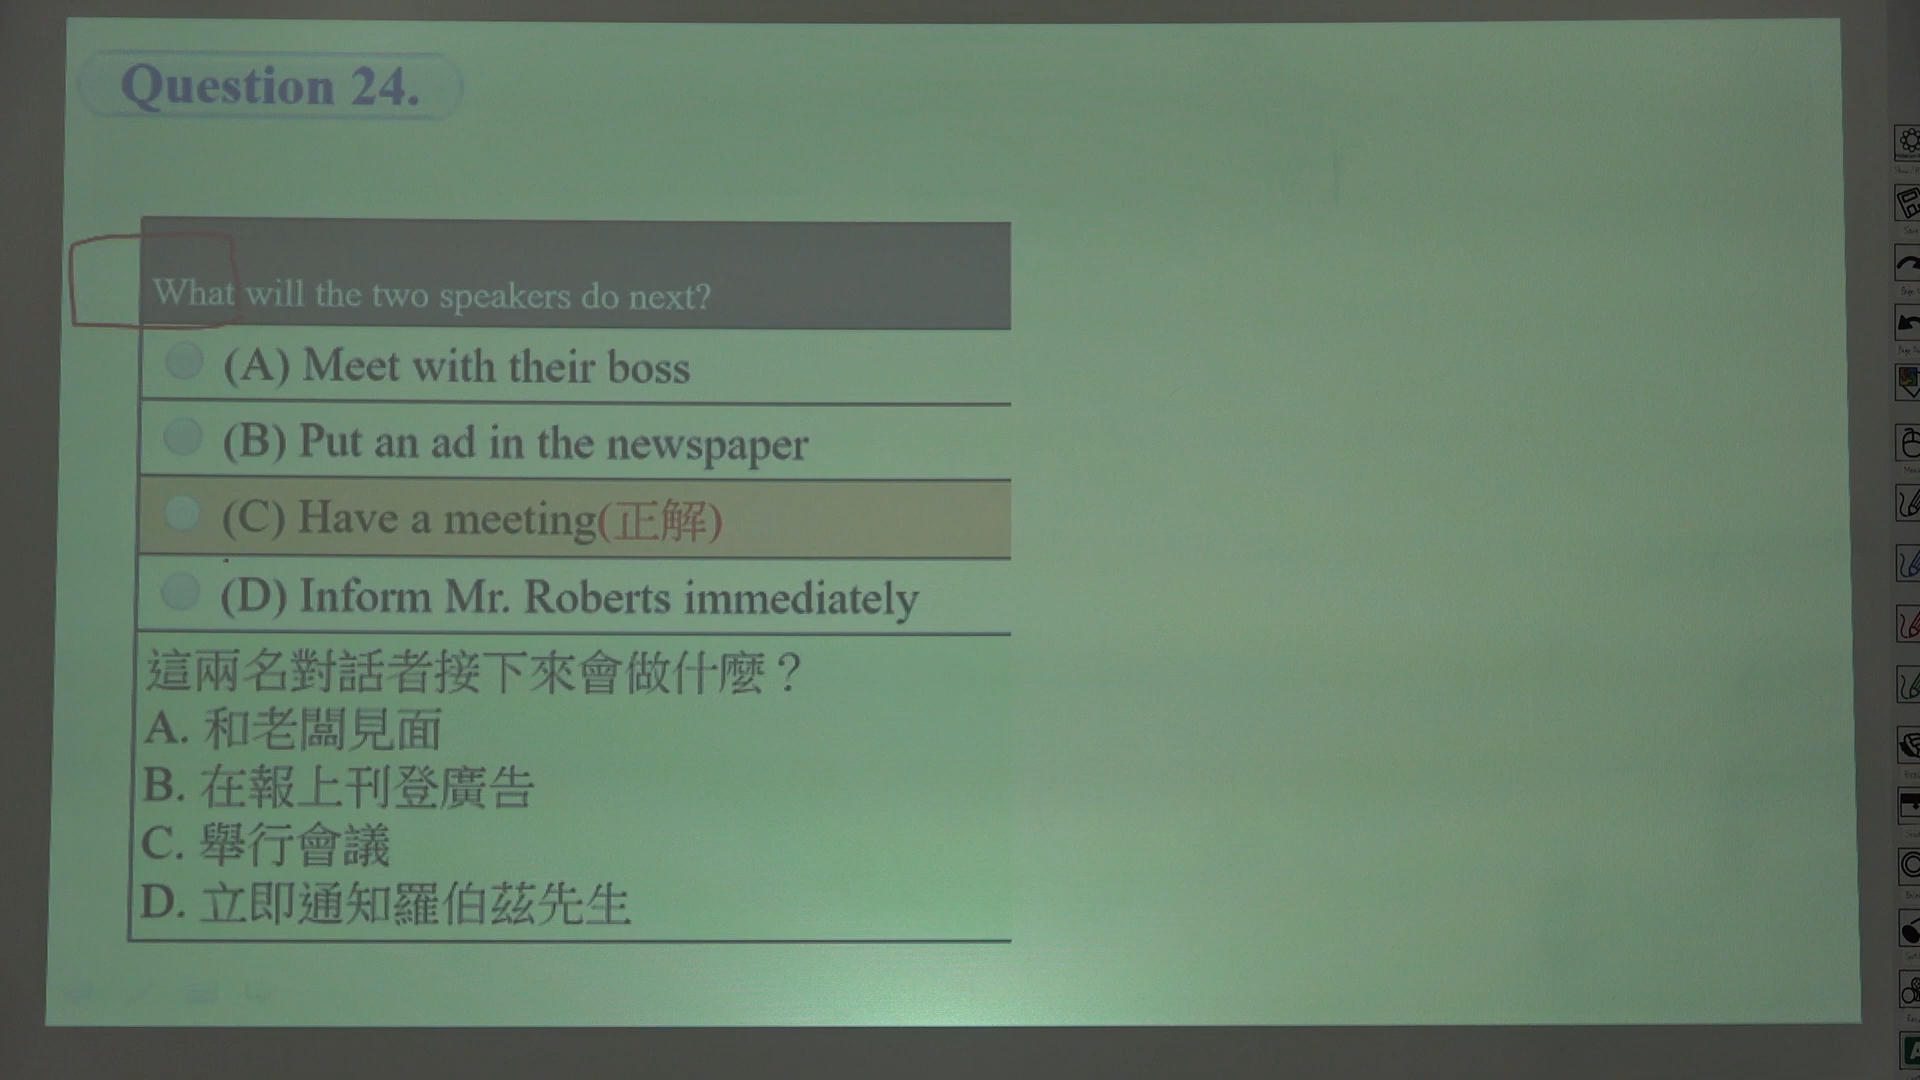 Question 24.
What will the two speakers do next?
(A) Meet with their boss
(B) Put an ad in the newspaper
(C) Have a meeting(正解)
(D) Inform Mr. Roberts immediately
這兩名對話者接下來會做什麼？
A. 和老闆見面
B. 在報上刊登廣告
C. 舉行會議
D. 立即通知羅伯茲先生